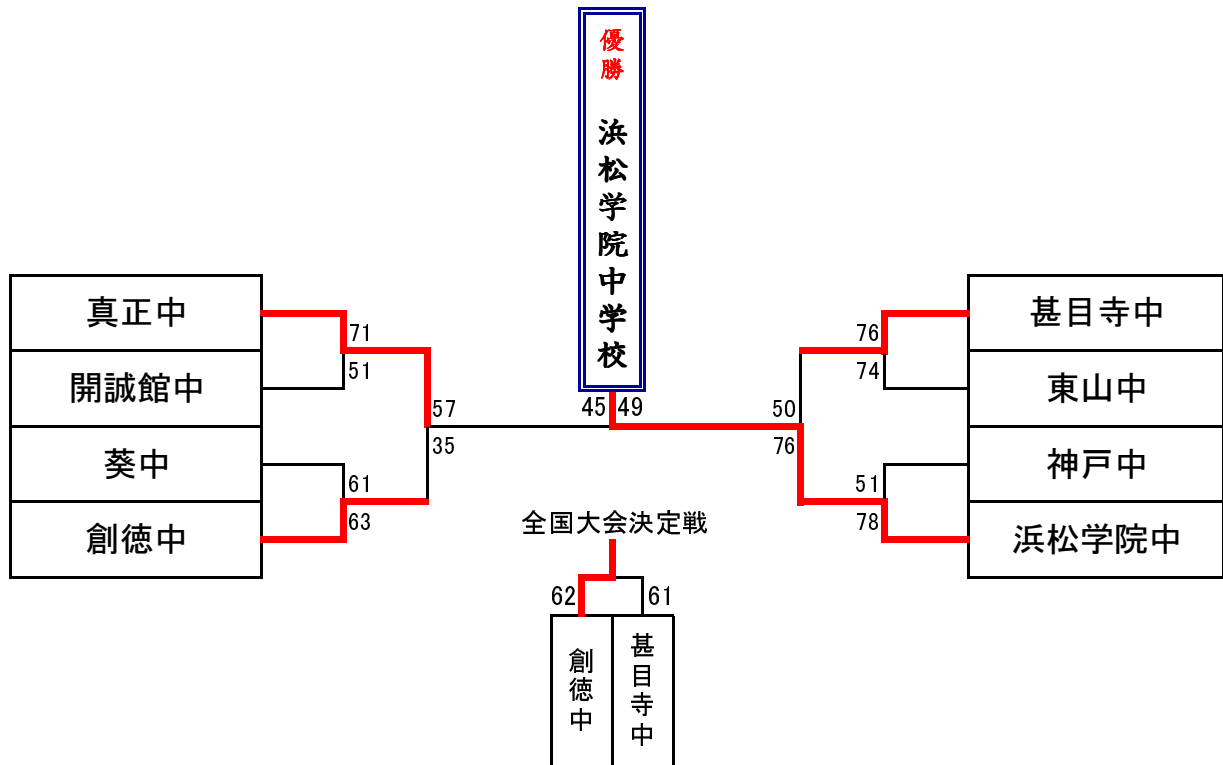 優勝 浜松学院中学校
真正中
開誠館中
葵中
創徳中
71
51
61
63
57
35
45 49
50
76
76
74
51
78
甚目寺中
東山中
神戸中
浜松学院中
全国大会決定戦
62 61
創徳中
甚目寺中